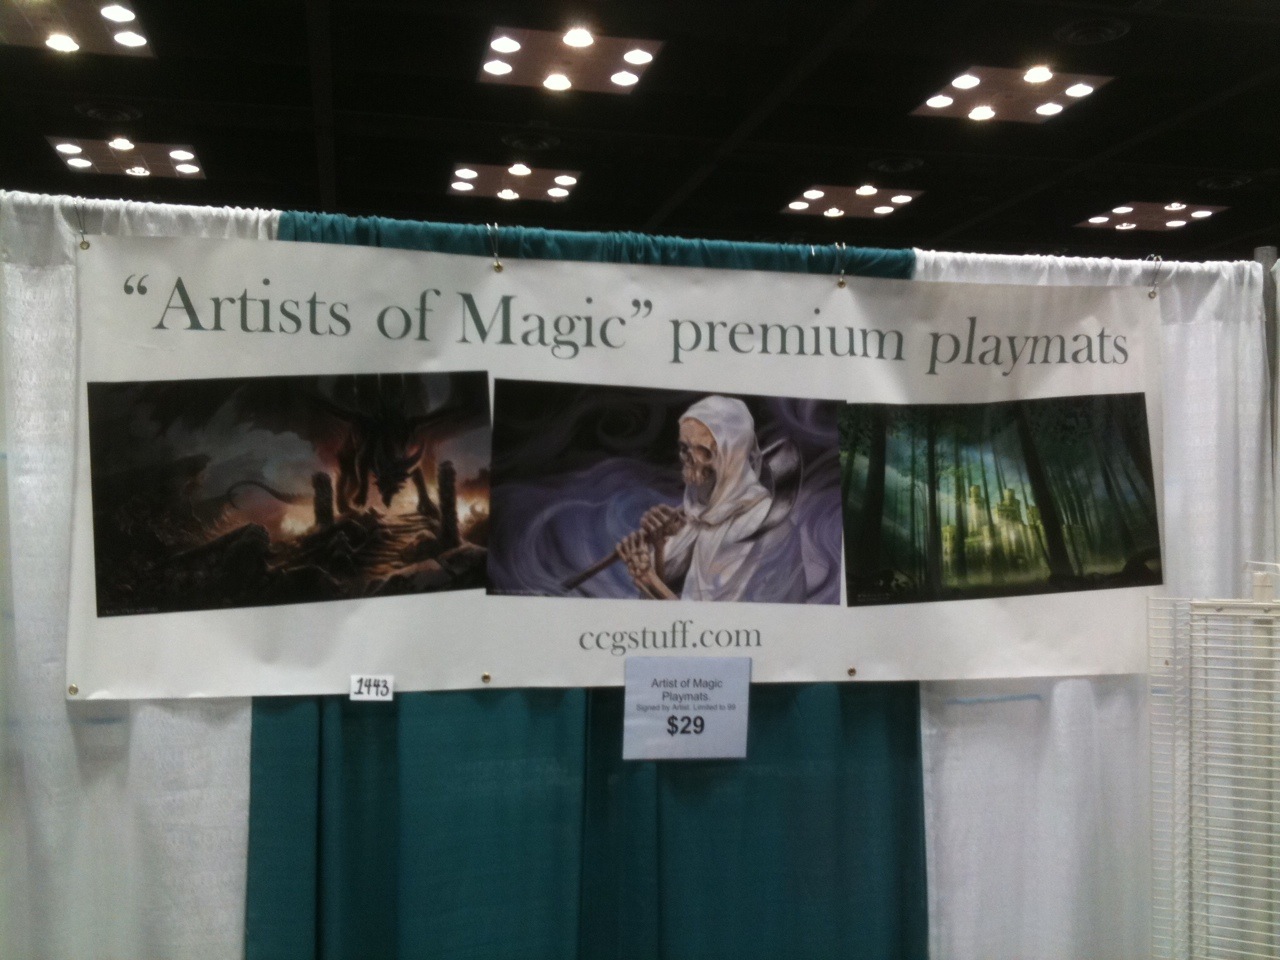 “Artists of Magic” premium playmats
ccgstuff.com
1443
Artist of Magic
Playmats.
Signed by Artist. Limited to 99
$29